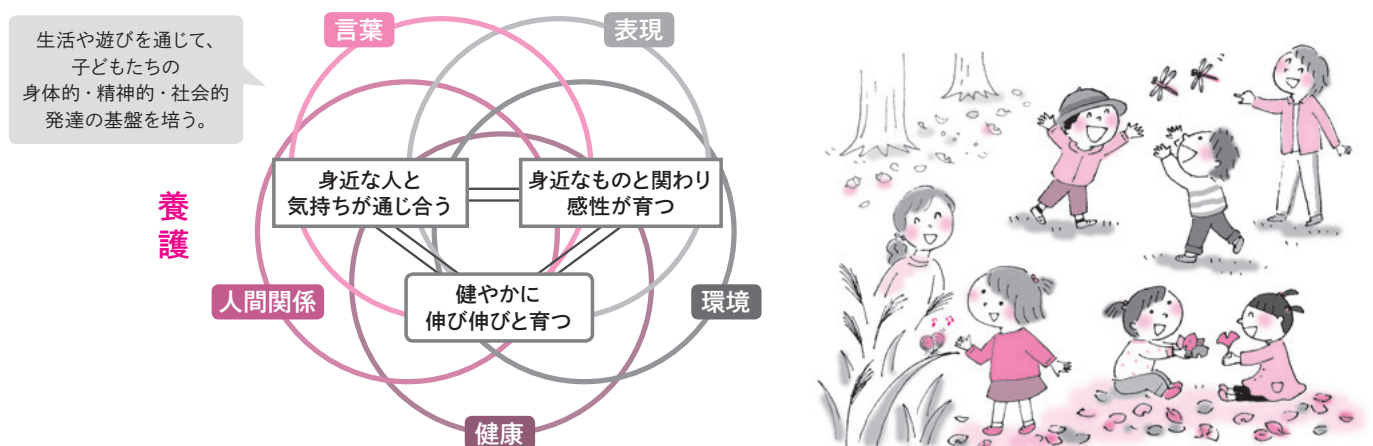 生活や遊びを通じて、
子どもたちの
身体的・精神的・社会的
発達の基盤を培う。
言葉
表現
養護
身近な人と
気持ちが通じ合う
身近なものと関わり
感性が育つ
人間関係
健やかに
伸び伸びと育つ
環境
健康